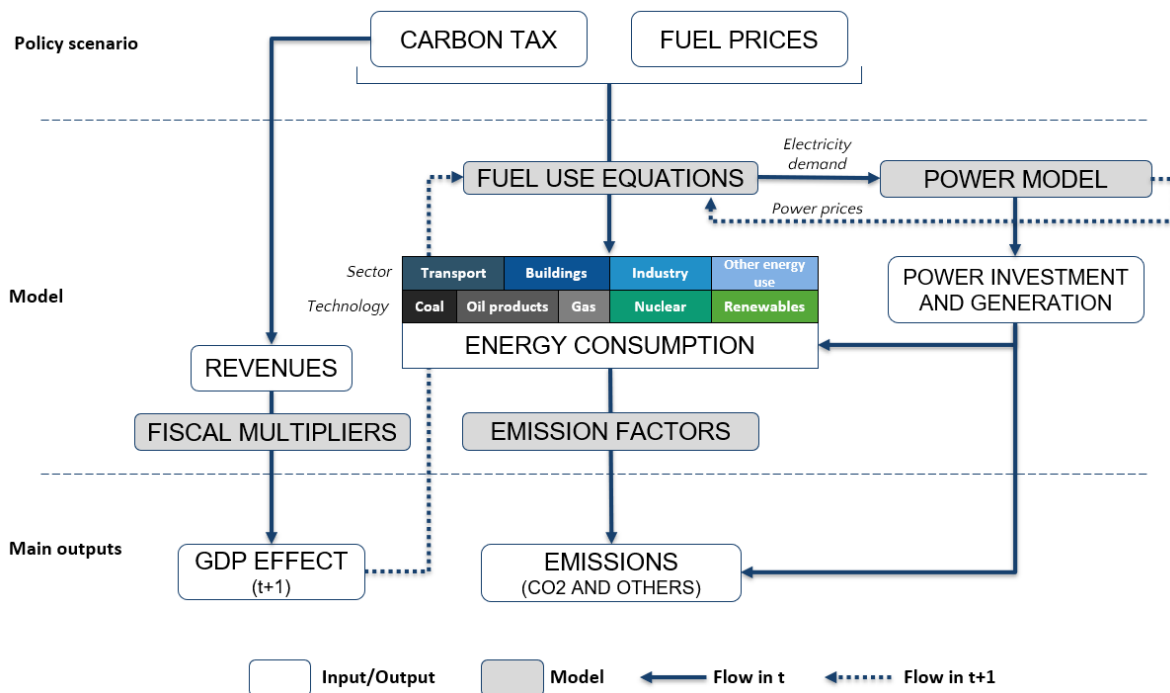 Policy scenario
CARBON TAX
FUEL PRICES
Electricity
demand
FUEL USE EQUATIONS
POWER MODEL
Power prices
Sector
Transport
Buildings
Industry
Other energy
use
Technology
Coal
Oil products
Gas
Nuclear
Renewables
ENERGY CONSUMPTION
POWER INVESTMENT
AND GENERATION
Model
REVENUES
FISCAL MULTIPLIERS
EMISSION FACTORS
Main outputs
GDP EFFECT
(t+1)
EMISSIONS
(CO2 AND OTHERS)
Input/Output
Model
Flow in t
Flow in t+1